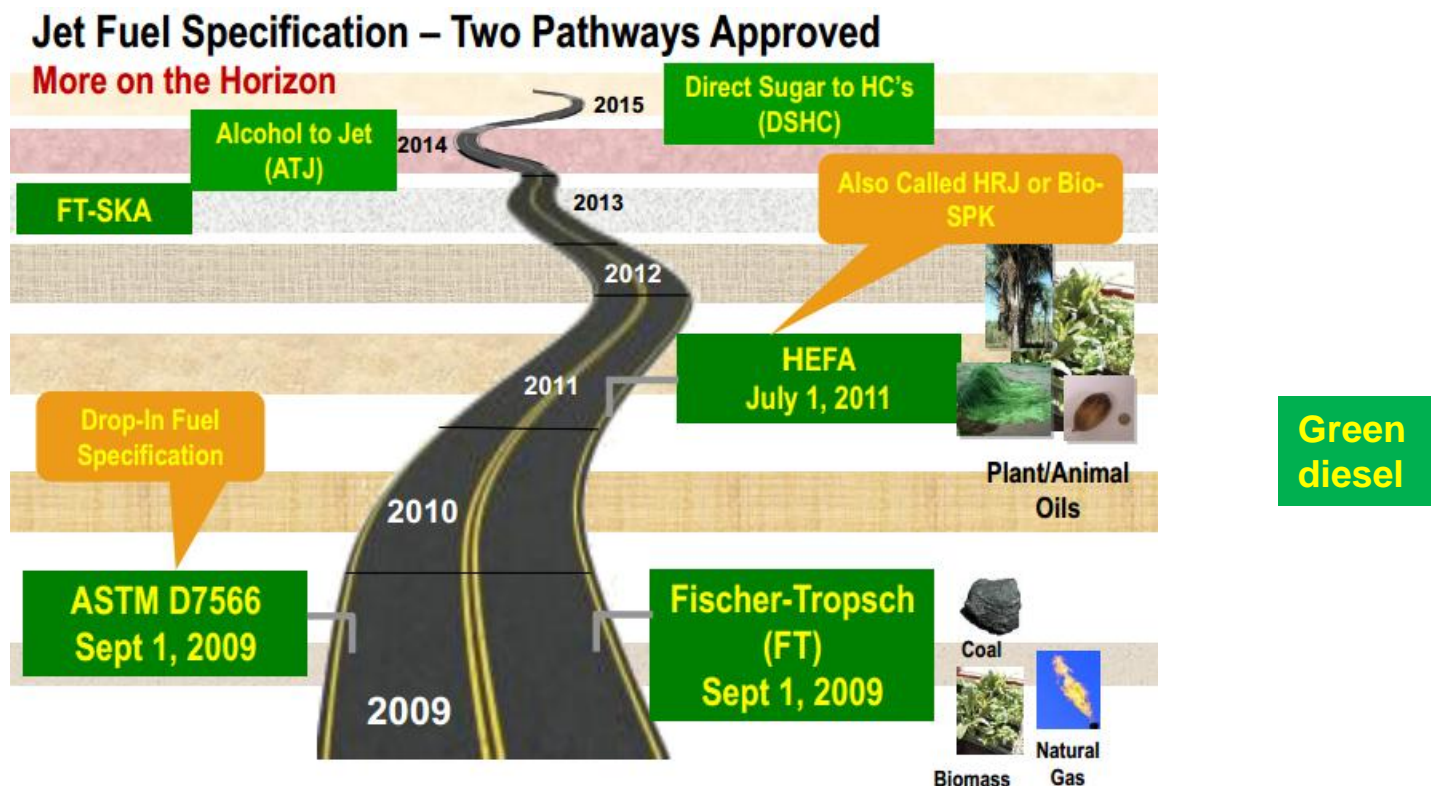 Jet Fuel Specification – Two Pathways Approved
More on the Horizon
2015
Direct Sugar to HC's
(DSHC)
Alcohol to Jet
(ATJ)
2014
Also Called HRJ or Bio-
SPK
FT-SKA
2013
2012
HEFA
July 1, 2011
2011
Drop-In Fuel
Specification
Green
diesel
Plant/Animal
Oils
2010
ASTM D7566
Sept 1, 2009
Fischer-Tropsch
(FT)
Sept 1, 2009
Coal
2009
Natural
Gas
Biomass